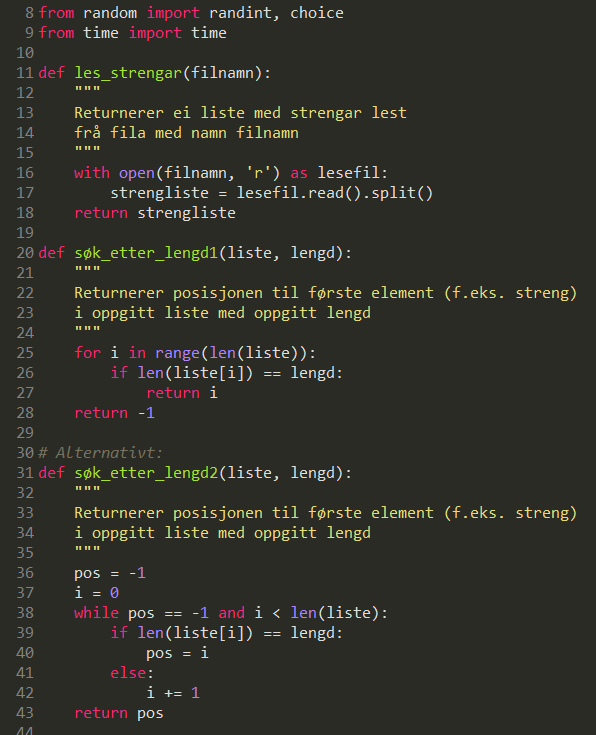 8 from random import randint, choice
9 from time import time
10
11 def les_strengar(filnamn):
12     """
13     Returnerer ei liste med strengar lest
14     frå fila med namn filnamn
15     """
16     with open(filnamn, 'r') as lesefil:
17         strengliste = lesefil.read().split()
18     return strengliste
19
20 def søk_etter_lengd1(liste, lengd):
21     """
22     Returnerer posisjonen til første element (f.eks. streng)
23     i oppgitt liste med oppgitt lengd
24     """
25     for i in range(len(liste)):
26         if len(liste[i]) == lengd:
27             return i
28     return -1
29
30 # Alternativt:
31 def søk_etter_lengd2(liste, lengd):
32     """
33     Returnerer posisjonen til første element (f.eks. streng)
34     i oppgitt liste med oppgitt lengd
35     """
36     pos = -1
37     i = 0
38     while pos == -1 and i < len(liste):
39         if len(liste[i]) == lengd:
40             pos = i
41         else:
42             i += 1
43     return pos
44